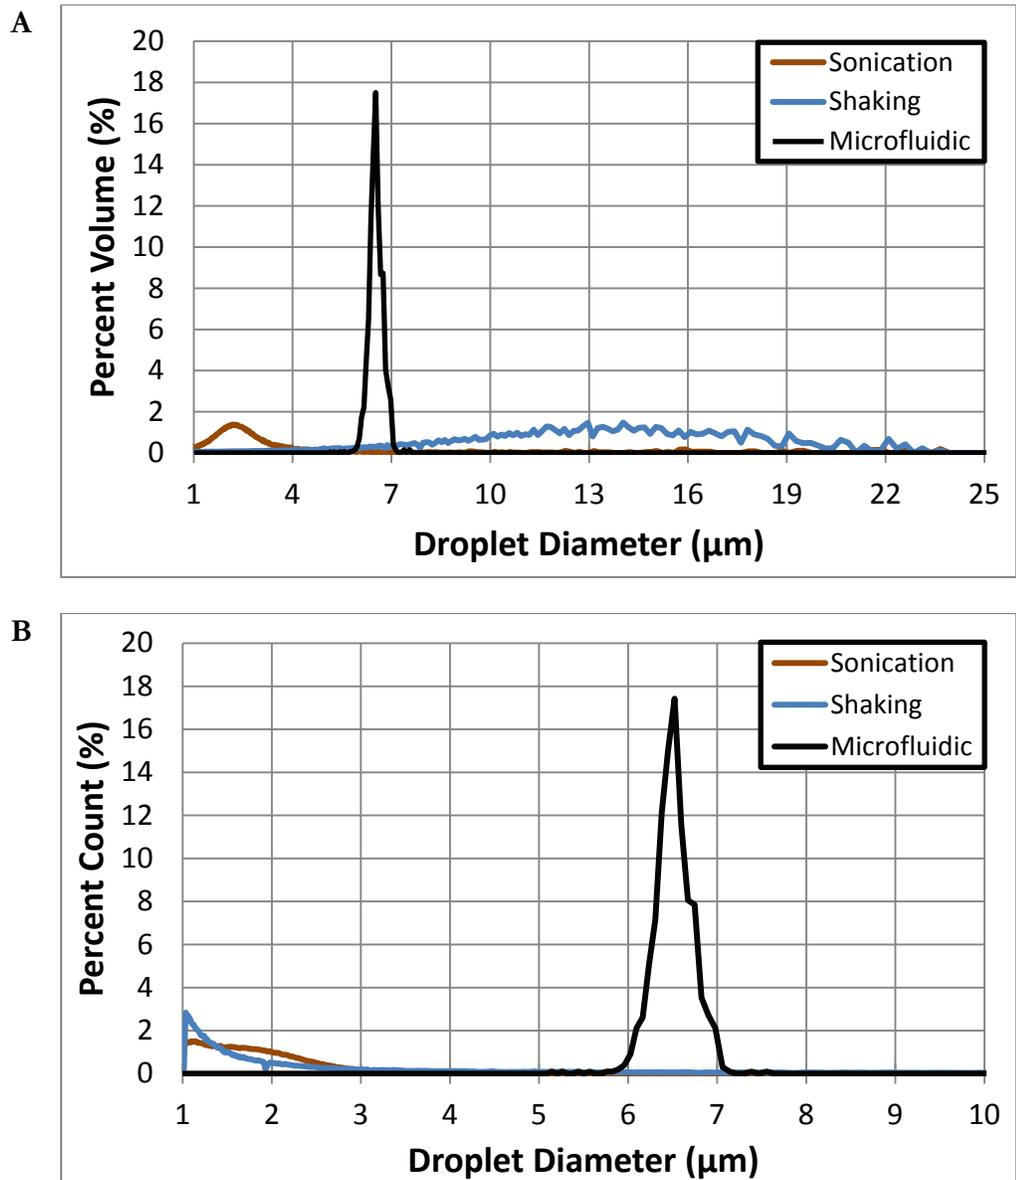 A
20
18
16
14
12
10
8
6
4
2
0
Percent Volume (%)
Sonication
Shaking
Microfluidic
1 4 7 10 13 16 19 22 25
Droplet Diameter (µm)
B
20
18
16
14
12
10
8
6
4
2
0
Percent Count (%)
Sonication
Shaking
Microfluidic
1 2 3 4 5 6 7 8 9 10
Droplet Diameter (µm)